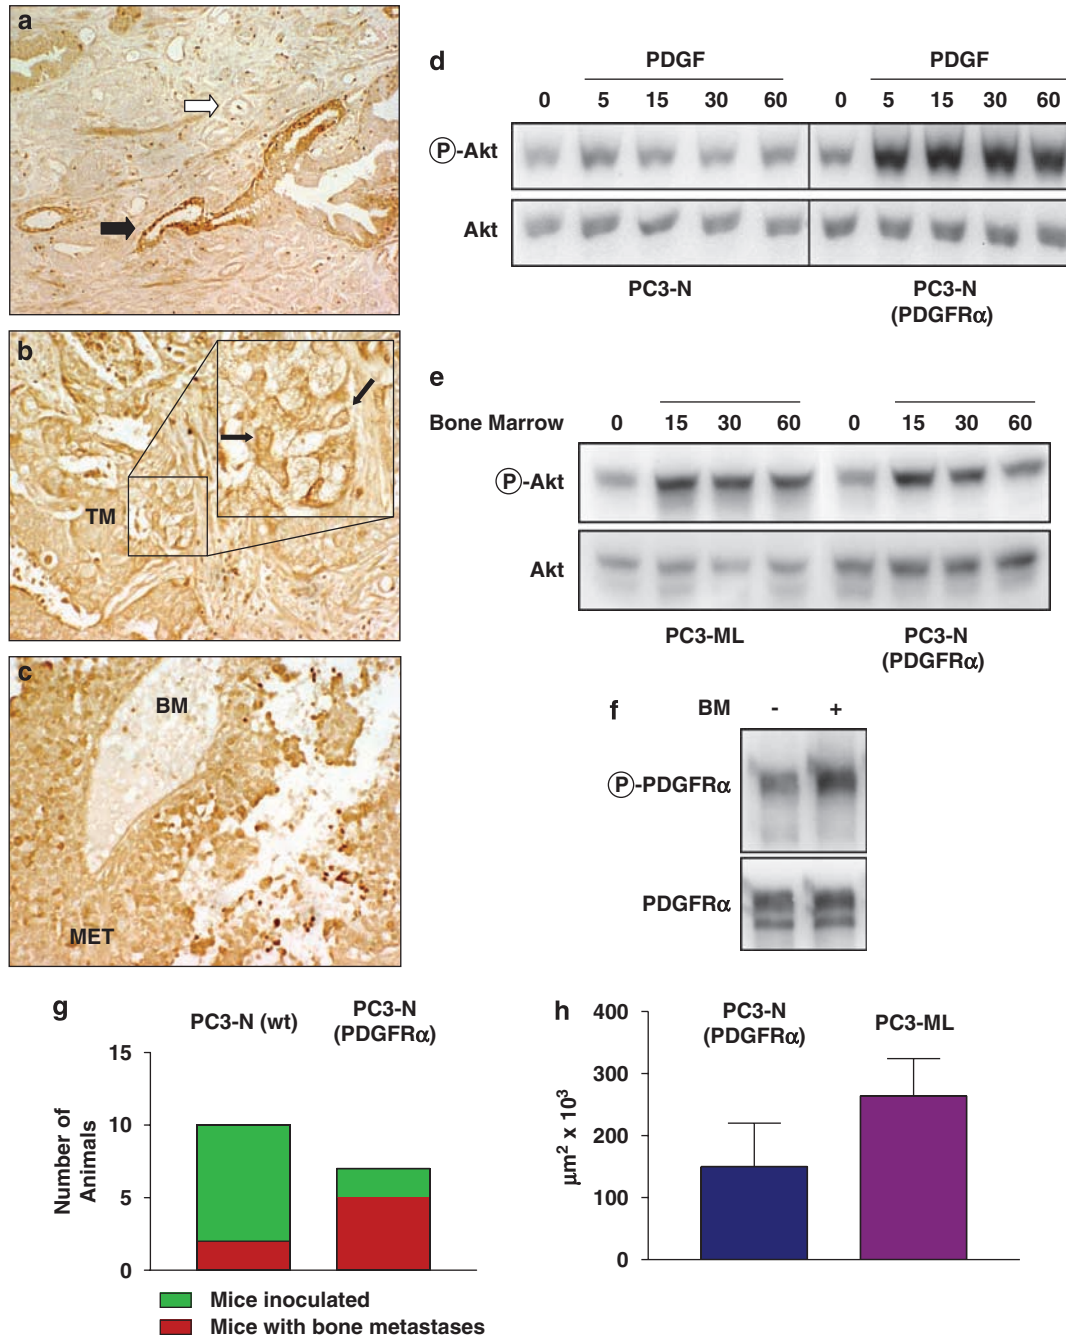 a
b
TM
c
BM
MET
d
PDGF PDGF
0 5 15 30 60 0 5 15 30 60
P-Akt
Akt
PC3-N PC3-N
(PDGFRα)
e
Bone Marrow 0 15 30 60 0 15 30 60
P-Akt
Akt
PC3-ML PC3-N
(PDGFRα)
f
BM - +
P-PDGFRα
PDGFRα
g
PC3-N (wt) PC3-N
(PDGFRα)
Number of
Animals
15
10
5
0
Mice inoculated
Mice with bone metastases
h
PC3-N
(PDGFRα)
PC3-ML
μm² x 10³
400
300
200
100
0